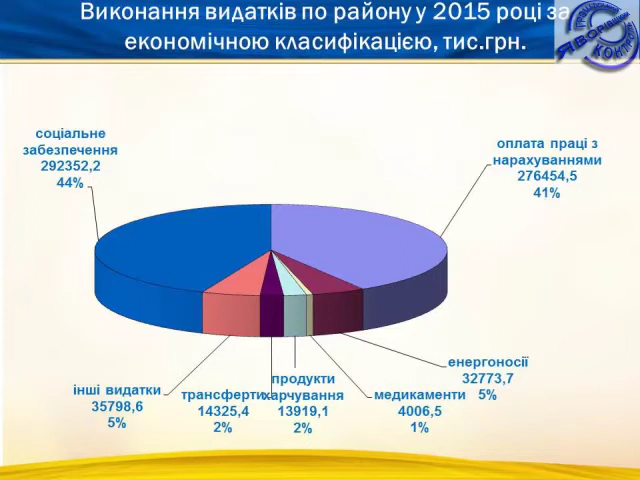 Виконання видатків по району у 2015 році за
економічною класифікацією, тис.грн.
ЯВОРІВСЬКИЙ
КОНТРОЛЬ
соціальне
забезпечення
292352,2
44%
оплата праці з
нарахуваннями
276454,5
41%
енергоносії
32773,7
5%
медикаменти
4006,5
1%
продукти
харчування
13919,1
2%
трансферти
14325,4
2%
інші видатки
35798,6
5%